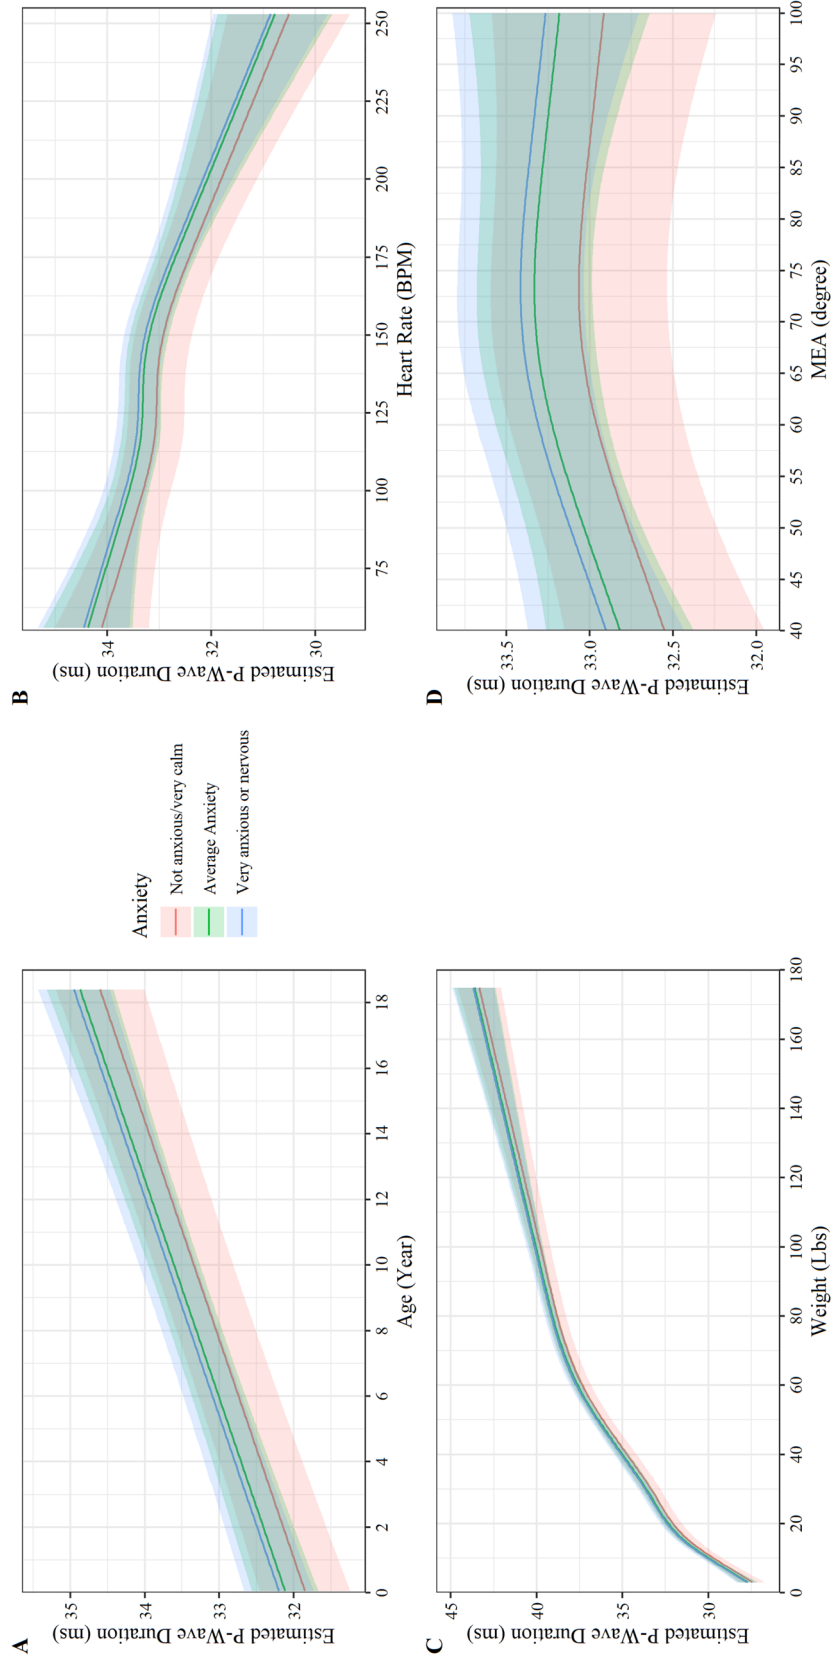 A
Estimated P-Wave Duration (ms)
35
34
33
32
0 2 4 6 8 10 12 14 16 18
Age (Year)
Anxiety
Not anxious/very calm
Average Anxiety
Very anxious or nervous
B
Estimated P-Wave Duration (ms)
34
32
30
75 100 125 150 175 200 225 250
Heart Rate (BPM)
C
Estimated P-Wave Duration (ms)
45
40
35
30
0 20 40 60 80 100 120 140 160 180
Weight (Lbs)
D
Estimated P-Wave Duration (ms)
33.5
33.0
32.5
32.0
40 45 50 55 60 65 70 75 80 85 90 95 100
MEA (degree)